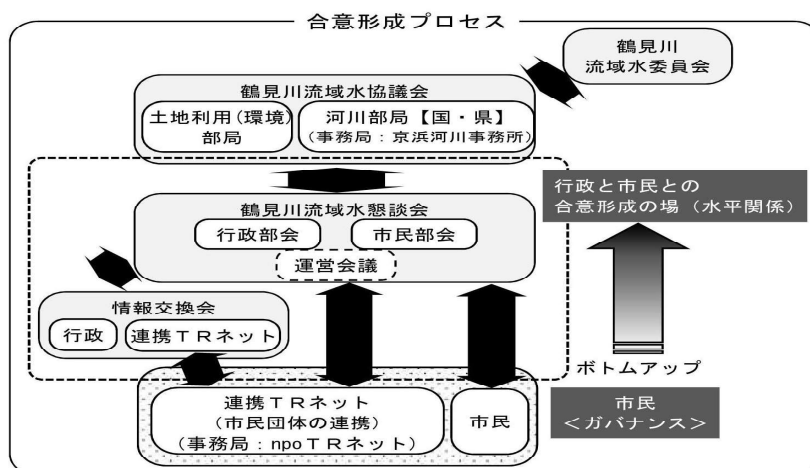 合意形成プロセス
鶴見川
流域水委員会
鶴見川流域水協議会
土地利用(環境)
部局
河川部局【国・県】
(事務局:京浜河川事務所)
行政と市民との
合意形成の場(水平関係)
鶴見川流域水懇談会
行政部会
市民部会
運営会議
情報交換会
行政
連携TRネット
ボトムアップ
連携TRネット
(市民団体の連携)
(事務局:npoTRネット)
市民
市民
<ガバナンス>